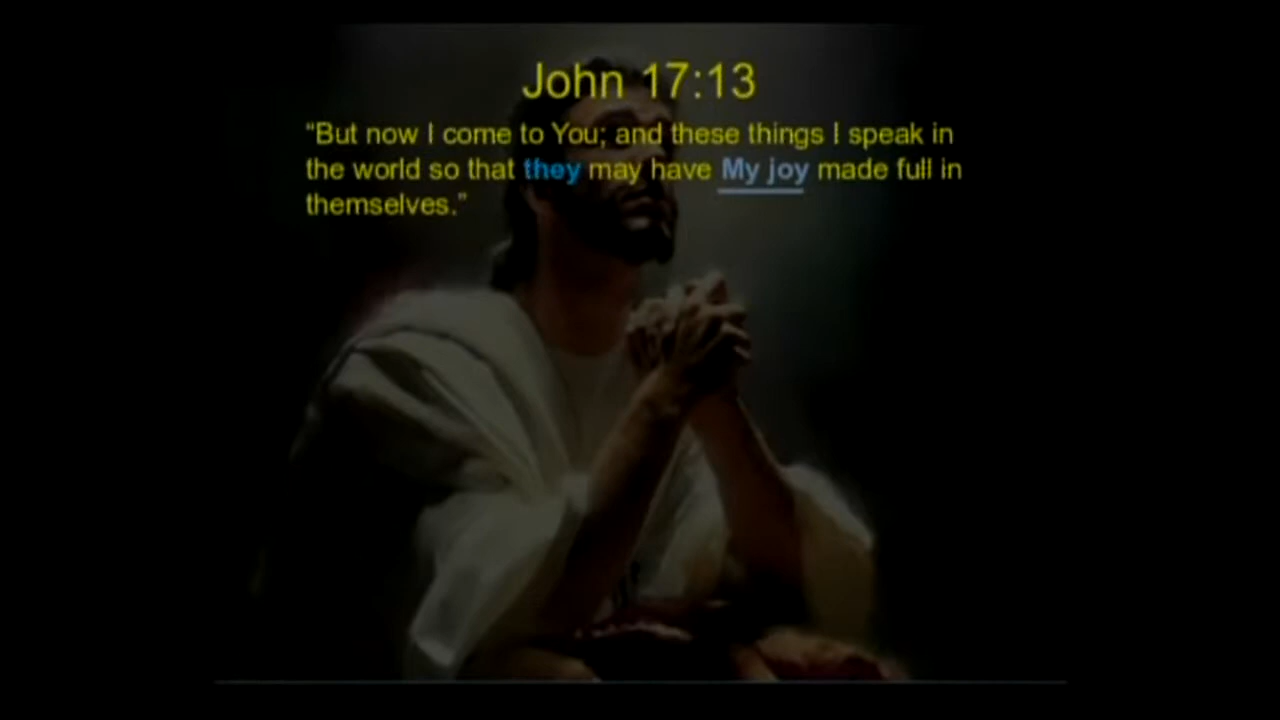 John 17:13
“But now I come to You; and these things I speak in
the world so that they may have My joy made full in
themselves.”